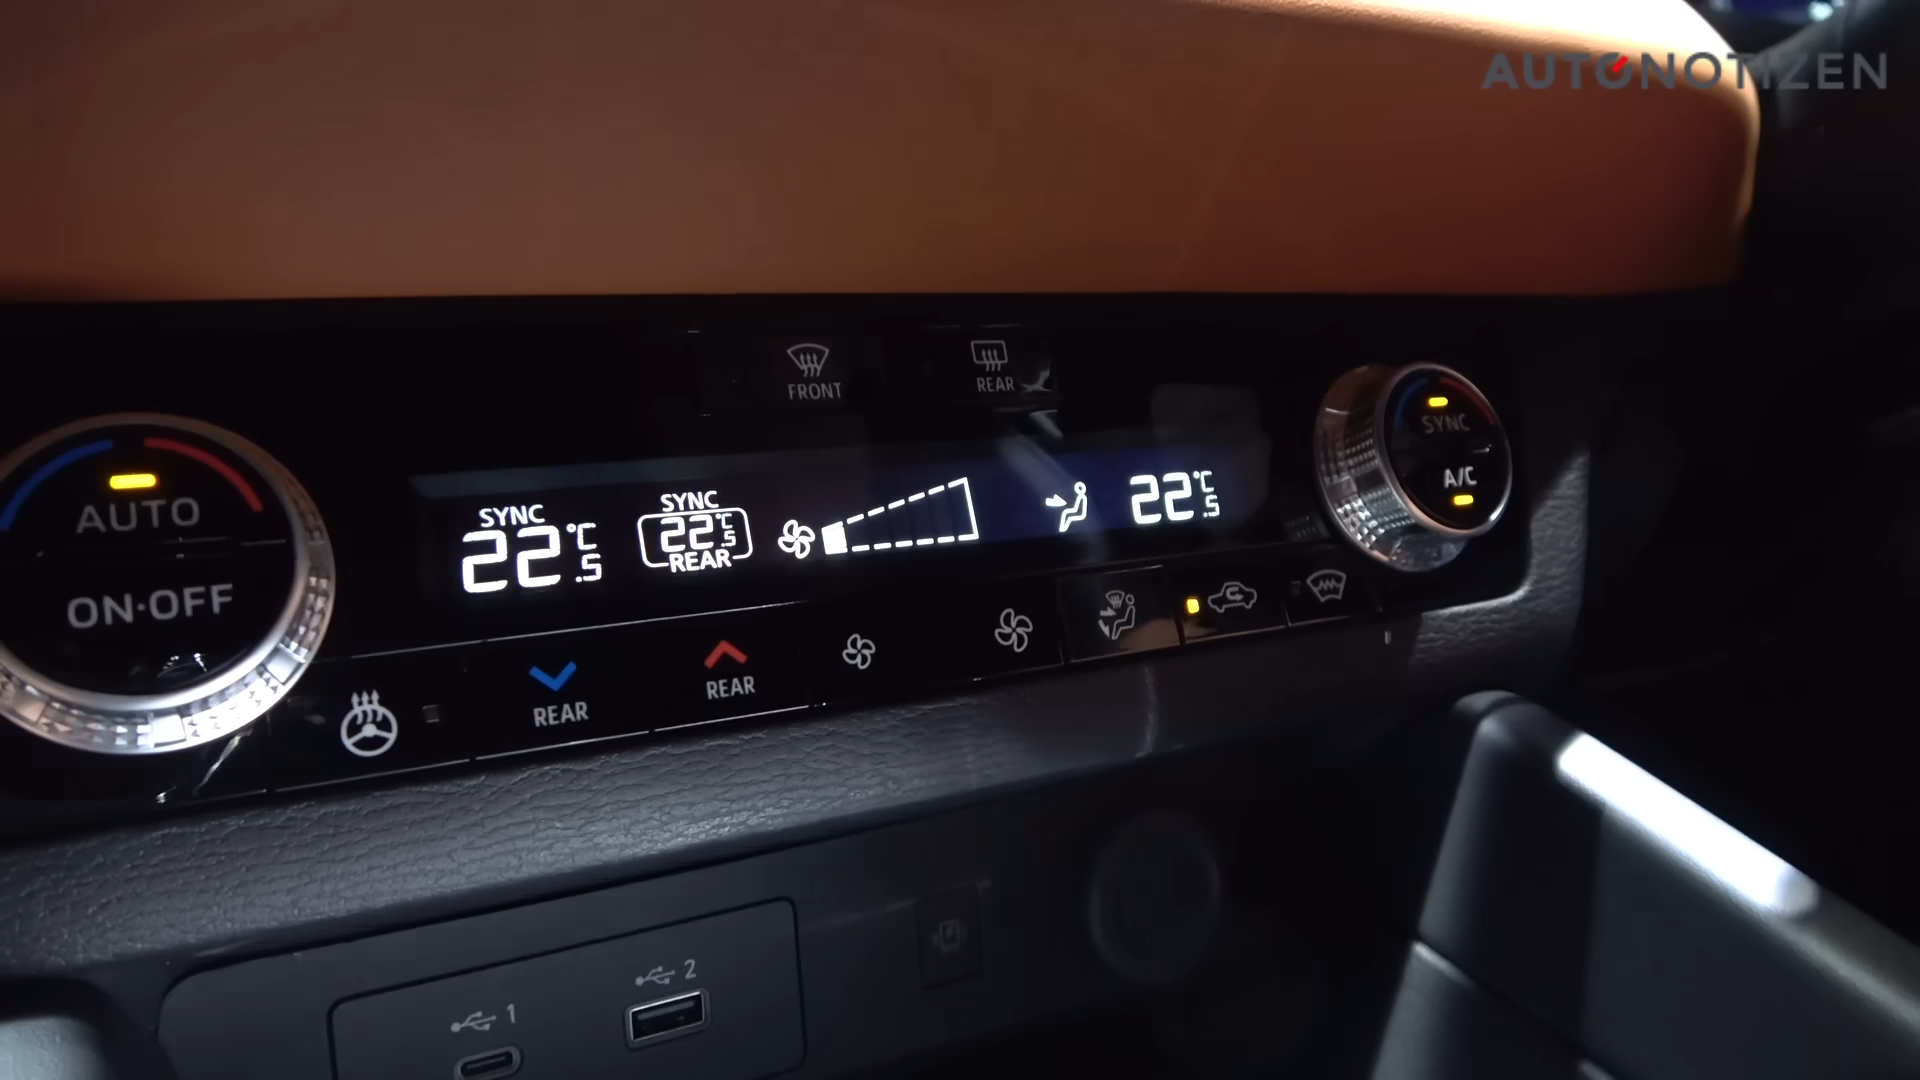 AUTONOTIZEN
FRONT
REAR
SYNC
A/C
AUTO
ON·OFF
SYNC
22.5°C
SYNC
22.5°C
REAR
22.5°C
REAR
REAR
1
2